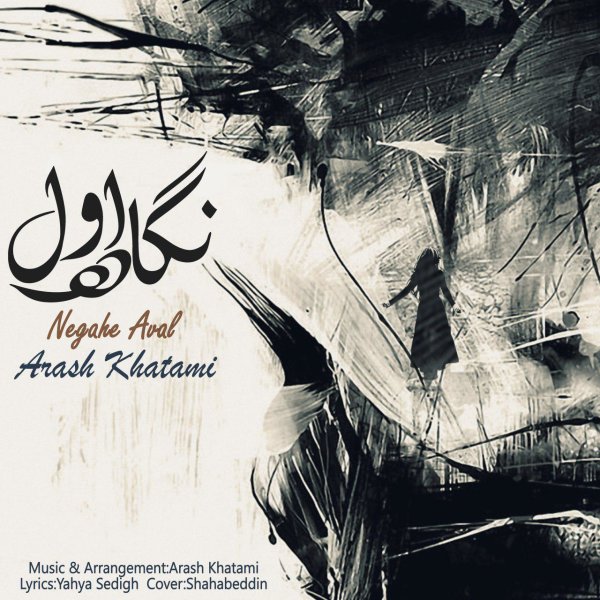 نگاه اول
Negahe Aval
Arash Khatami
Music & Arrangement:Arash Khatami
Lyrics:Yahya Sedigh Cover:Shahabeddin